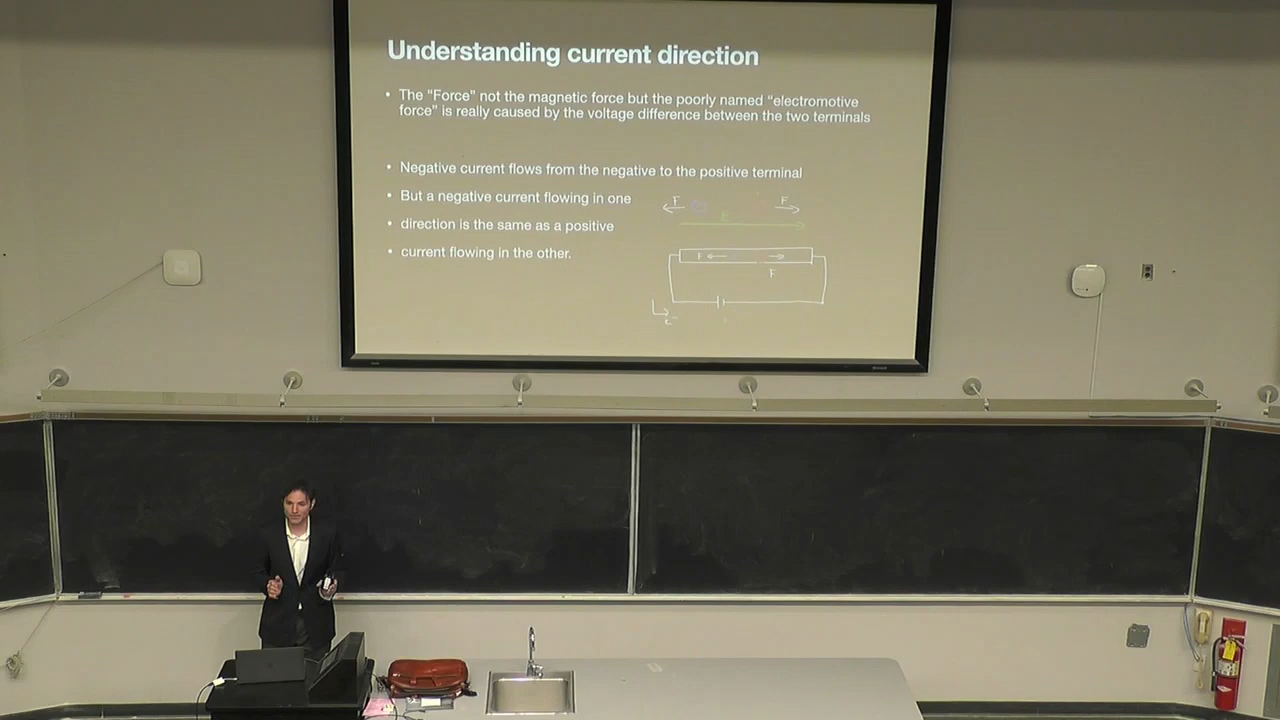 Understanding current direction
• The “Force” not the magnetic force but the poorly named “electromotive
force” is really caused by the voltage difference between the two terminals
• Negative current flows from the negative to the positive terminal
• But a negative current flowing in one
• direction is the same as a positive
• current flowing in the other.
F
F
E
F
F
e⁻